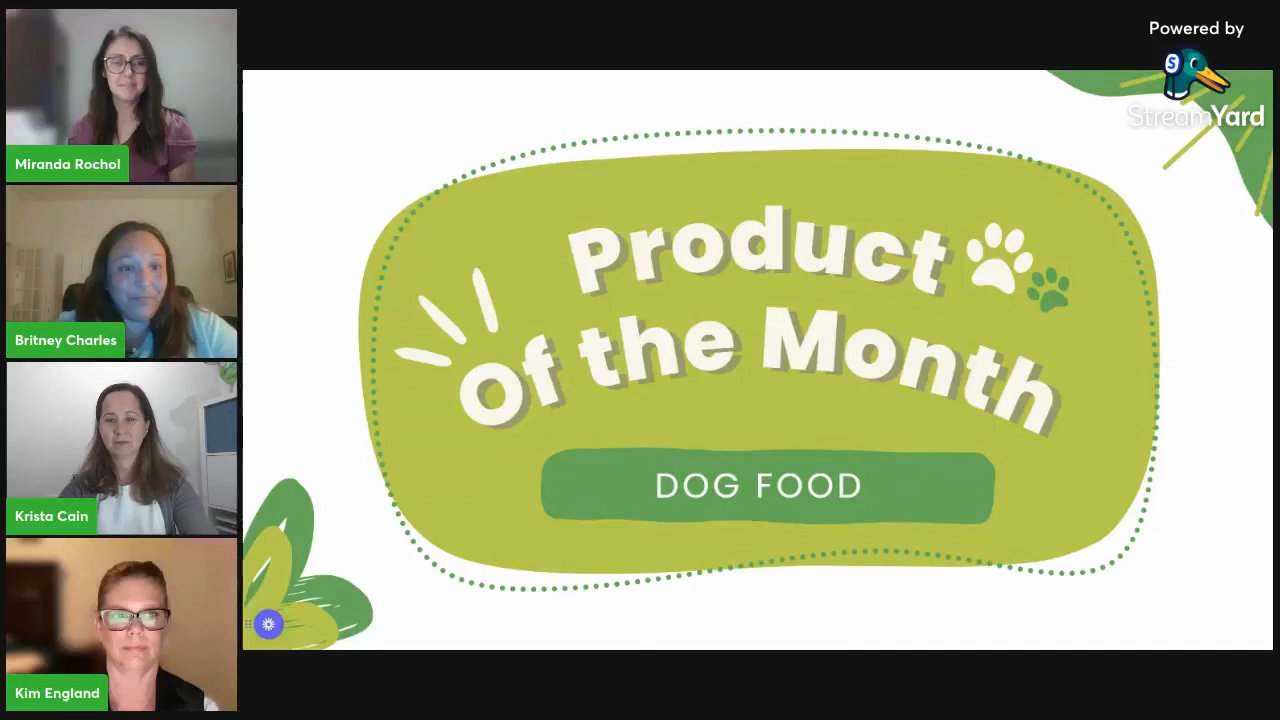 Miranda Rochol
Britney Charles
Krista Cain
Kim England
Powered by
S
StreamYard
Product
Of the Month
DOG FOOD